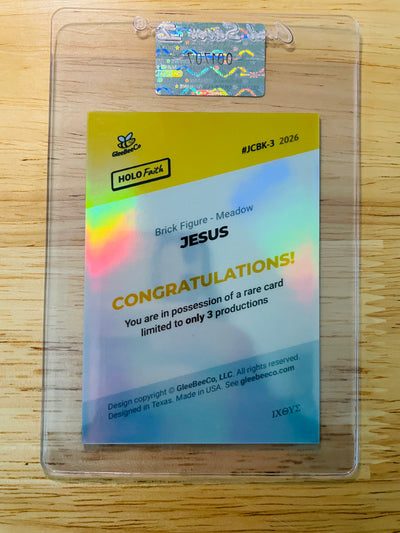 GleeBeeCo
#JCBK-3 2026
HOLO Faith
Brick Figure - Meadow
JESUS
CONGRATULATIONS!
You are in possession of a rare card
limited to only 3 productions
Design copyright © GleeBeeCo, LLC. All rights reserved.
Designed in Texas. Made in USA. See gleebeeco.com
ΙΧΘΥΣ